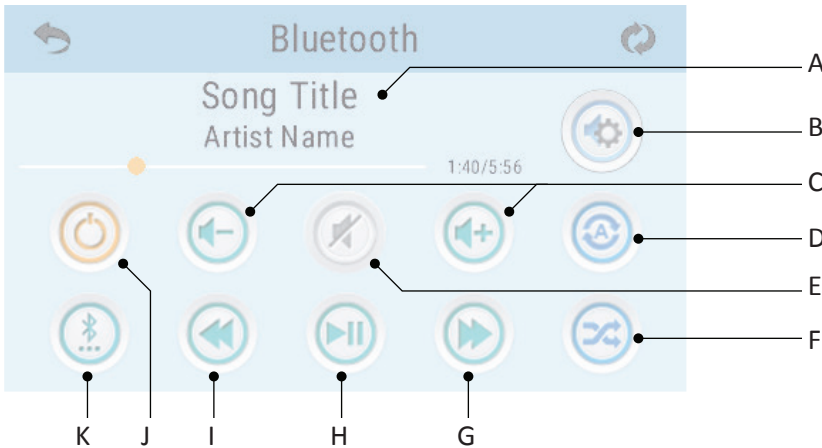 Bluetooth
A
Song Title
Artist Name
B
1:40/5:56
C
A
D
E
F
K
J
I
H
G